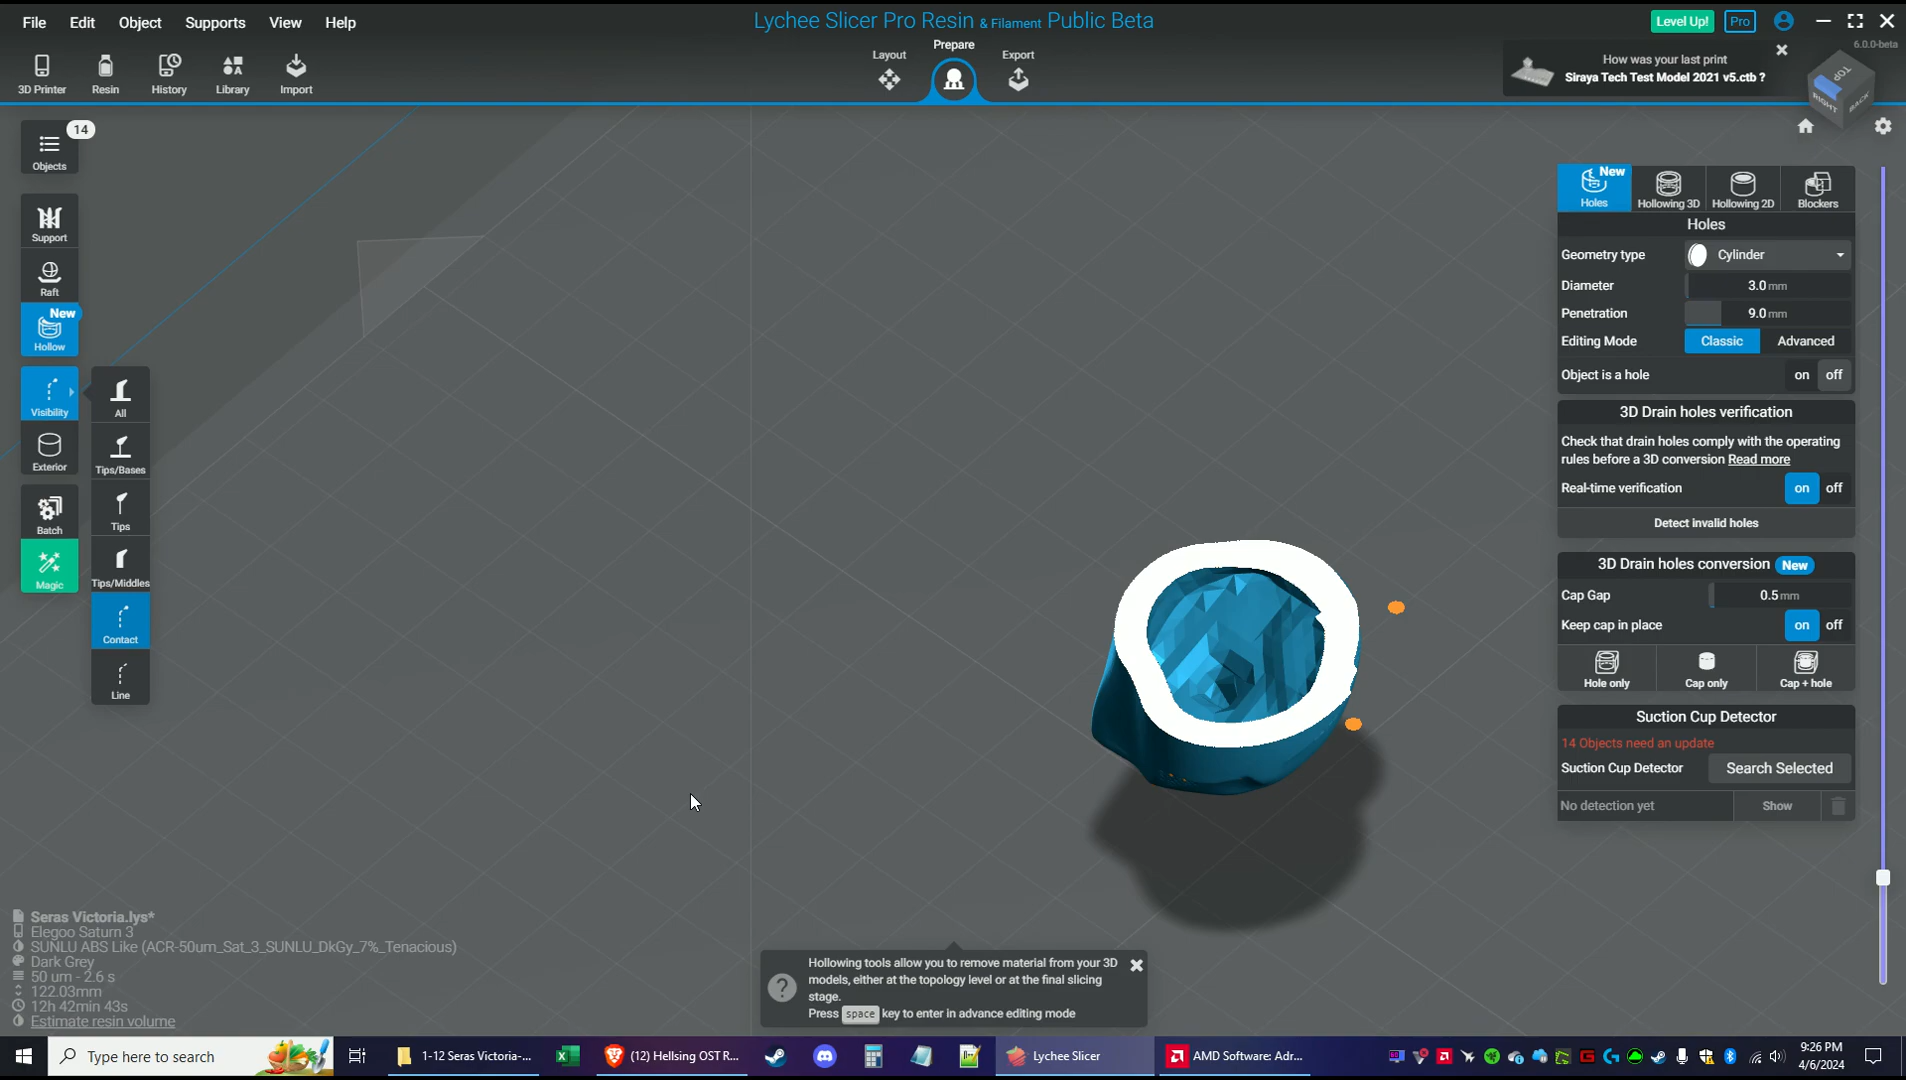 File Edit Object Supports View Help
Lychee Slicer Pro Resin & Filament Public Beta
Level Up! Pro
6.0.0-beta
3D Printer Resin History Library Import
Layout Prepare Export
How was your last print
Siraya Tech Test Model 2021 v5.ctb ?
TOP
RIGHT
BACK
14
Objects
Support
Raft
New
Hollow
Visibility
Exterior
Batch
Magic
All
Tips/Bases
Tips
Tips/Middles
Contact
Line
New
Holes Hollowing 3D Hollowing 2D Blockers
Holes
Geometry type Cylinder
Diameter 3.0 mm
Penetration 9.0 mm
Editing Mode Classic Advanced
Object is a hole on off
3D Drain holes verification
Check that drain holes comply with the operating
rules before a 3D conversion Read more
Real-time verification on off
Detect invalid holes
3D Drain holes conversion New
Cap Gap 0.5 mm
Keep cap in place on off
Hole only Cap only Cap + hole
Suction Cup Detector
14 Objects need an update
Suction Cup Detector Search Selected
No detection yet Show
Seras Victoria.lys*
Elegoo Saturn 3
SUNLU ABS Like (ACR-50um_Sat_3_SUNLU_DkGy_7%_Tenacious)
Dark Grey
50 um - 2.6 s
122.03mm
12h 42min 43s
Estimate resin volume
Hollowing tools allow you to remove material from your 3D
models, either at the topology level or at the final slicing
stage.
Press space key to enter in advance editing mode
Type here to search
1-12 Seras Victoria-...
(12) Hellsing OST R...
Lychee Slicer
AMD Software: Adr...
9:26 PM
4/6/2024